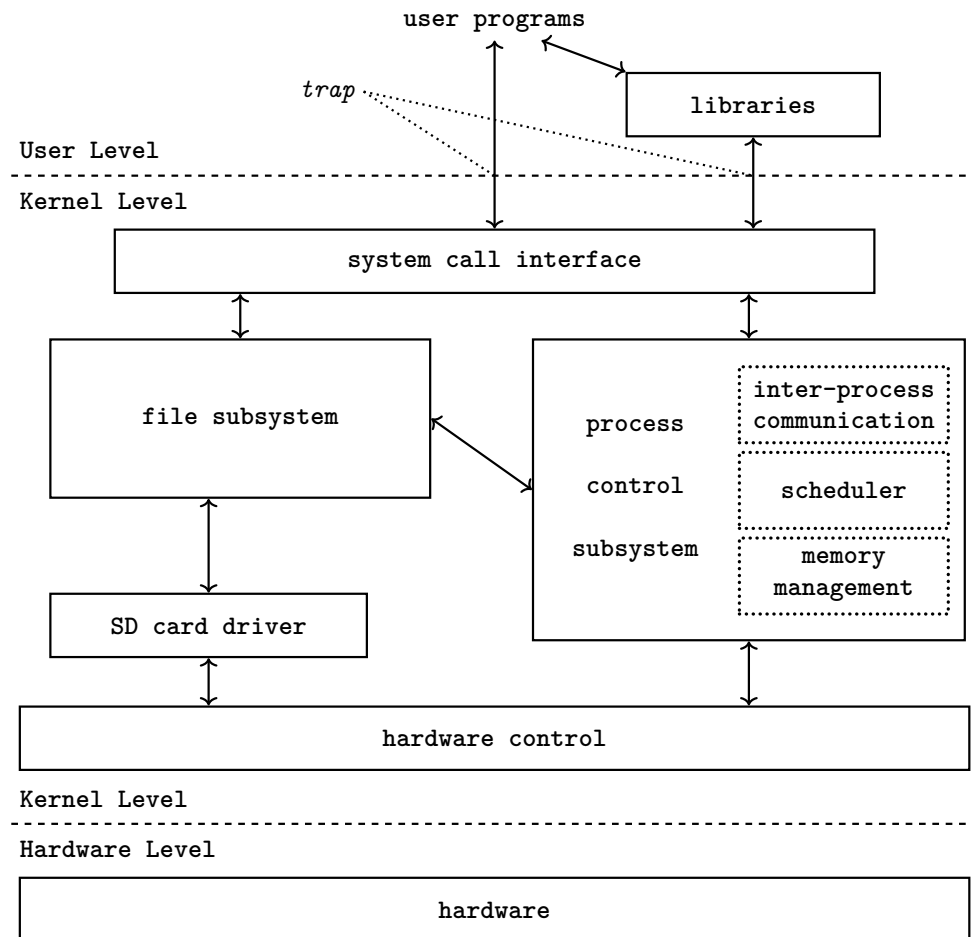 user programs
trap
libraries
User Level
Kernel Level
system call interface
file subsystem
process
control
subsystem
inter-process
communication
scheduler
memory
management
SD card driver
hardware control
Kernel Level
Hardware Level
hardware